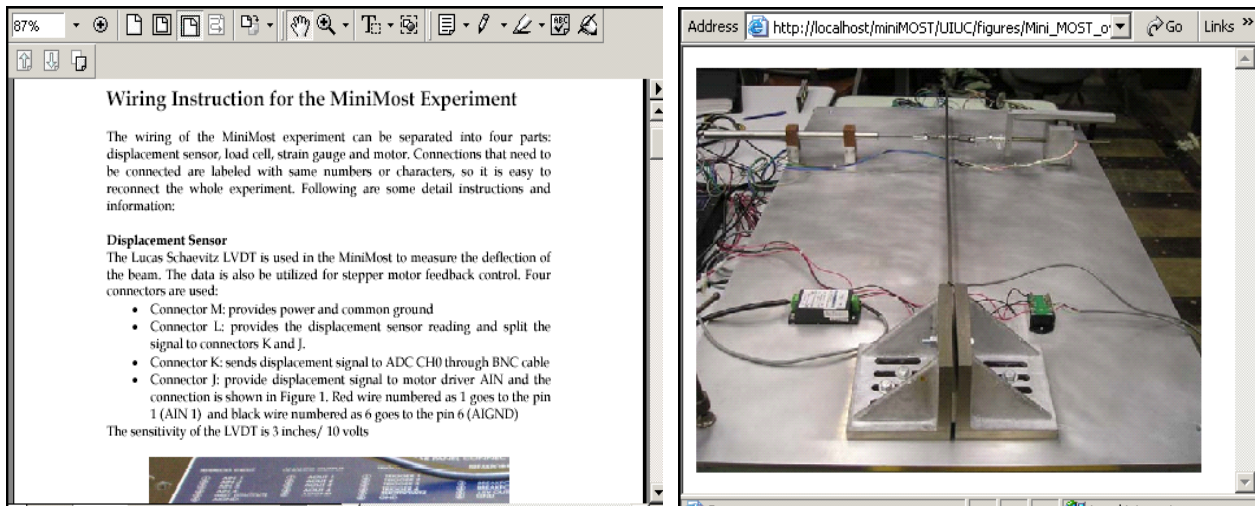 87%
Wiring Instruction for the MiniMost Experiment
The wiring of the MiniMost experiment can be separated into four parts:
displacement sensor, load cell, strain gauge and motor. Connections that need to
be connected are labeled with same numbers or characters, so it is easy to
reconnect the whole experiment. Following are some detail instructions and
information:
Displacement Sensor
The Lucas Schaevitz LVDT is used in the MiniMost to measure the deflection of
the beam. The data is also be utilized for stepper motor feedback control. Four
connectors are used:
• Connector M: provides power and common ground
• Connector L: provides the displacement sensor reading and split the
signal to connectors K and J.
• Connector K: sends displacement signal to ADC CH0 through BNC cable
• Connector J: provide displacement signal to motor driver AIN and the
connection is shown in Figure 1. Red wire numbered as 1 goes to the pin
1 (AIN 1) and black wire numbered as 6 goes to the pin 6 (AIGND)
The sensitivity of the LVDT is 3 inches/ 10 volts
Address http://localhost/miniMOST/UIUC/figures/Mini_MOST_o Go Links »